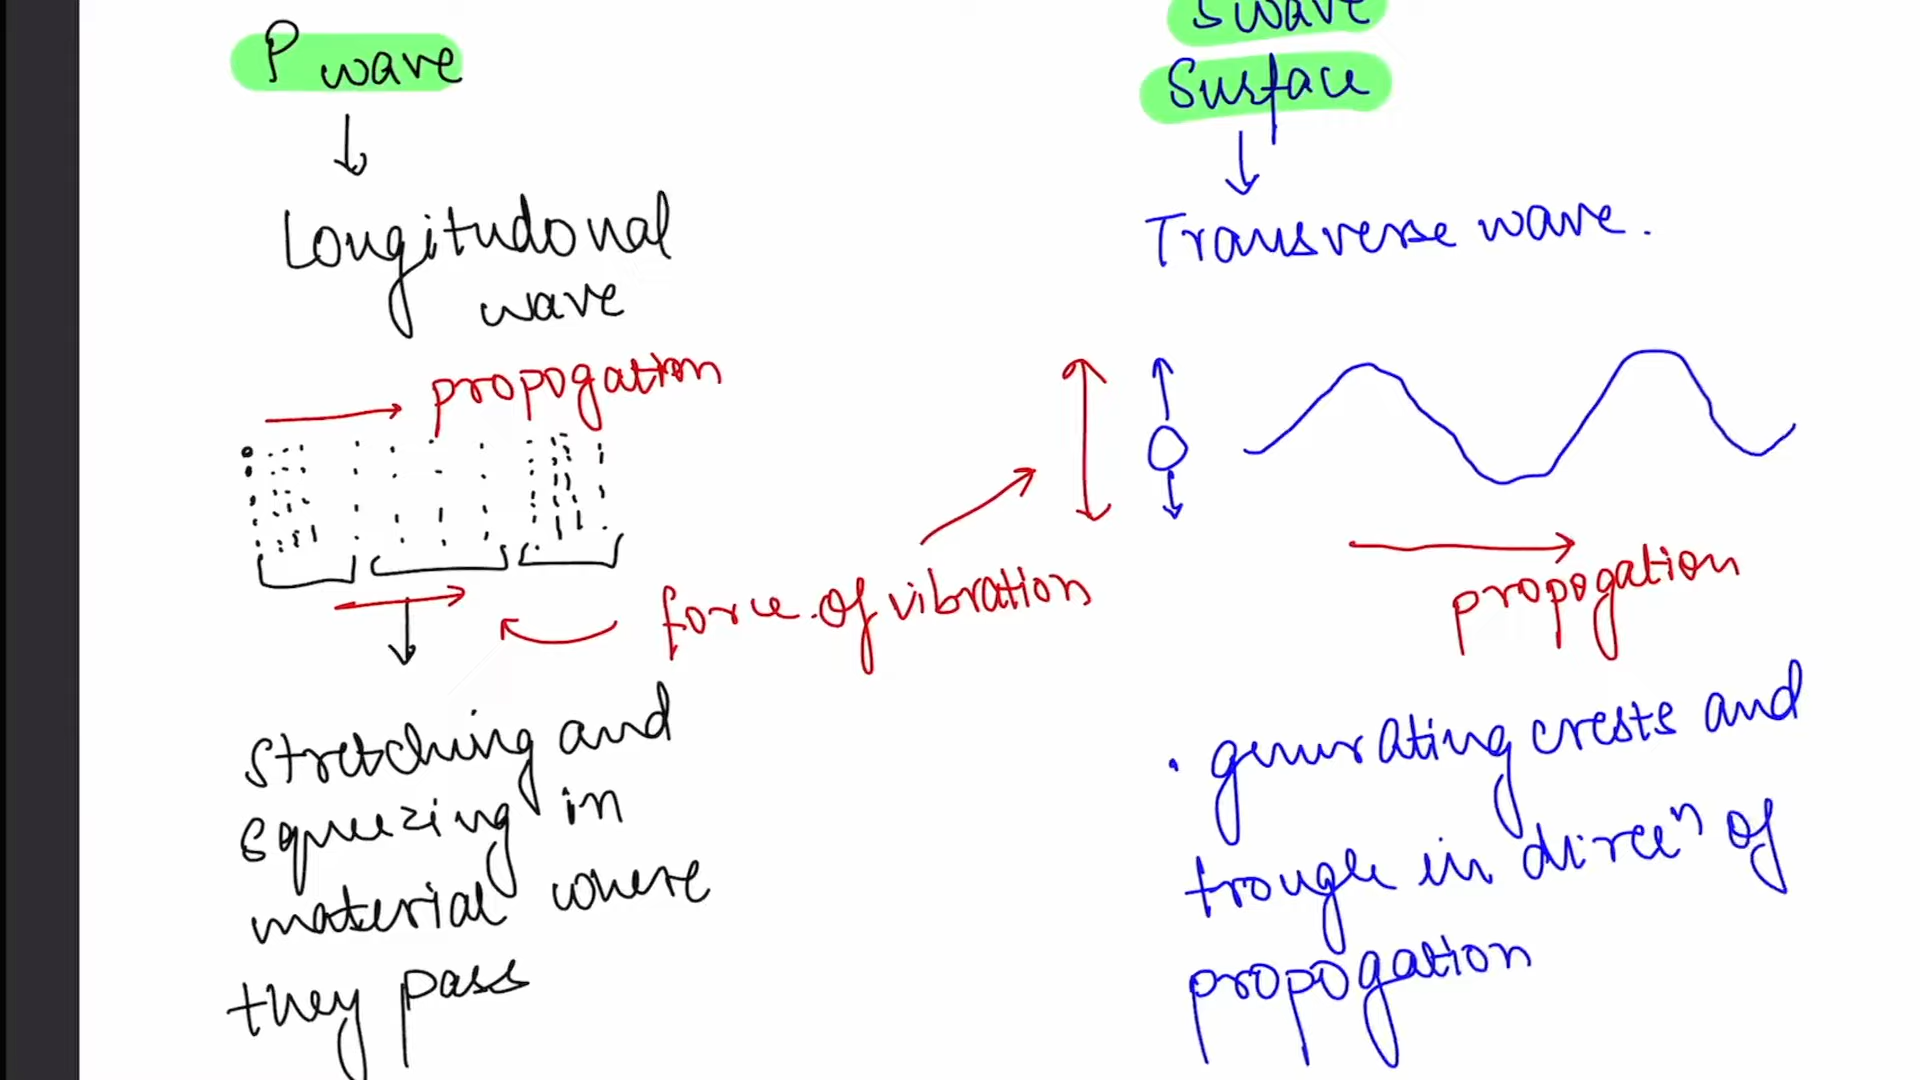 P wave
S wave
Surface
Longitudonal
wave
Transverse wave.
propogation
force of vibration
propogation
stretching and
squeezing in
material where
they pass
. generating crests and
trough in direcⁿ of
propogation